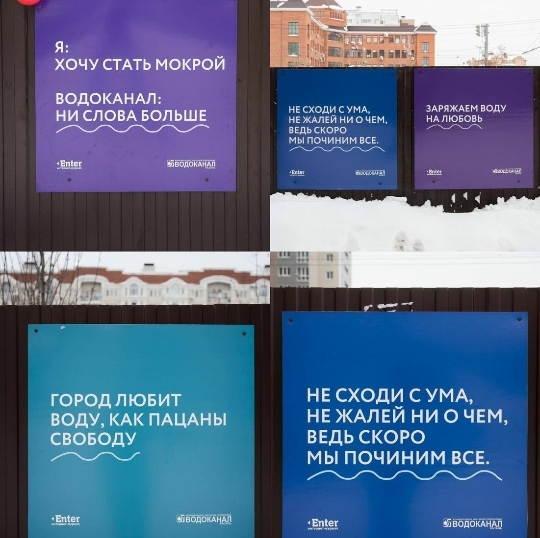 Я:
ХОЧУ СТАТЬ МОКРОЙ
ВОДОКАНАЛ:
НИ СЛОВА БОЛЬШЕ
Enter
ВОДОКАНАЛ
НЕ СХОДИ С УМА,
НЕ ЖАЛЕЙ НИ О ЧЕМ,
ВЕДЬ СКОРО
МЫ ПОЧИНИМ ВСЕ.
Enter
ВОДОКАНАЛ
ЗАРЯЖАЕМ ВОДУ
НА ЛЮБОВЬ
Enter
ВОДОКАНАЛ
ГОРОД ЛЮБИТ
ВОДУ, КАК ПАЦАНЫ
СВОБОДУ
Enter
ВОДОКАНАЛ
НЕ СХОДИ С УМА,
НЕ ЖАЛЕЙ НИ О ЧЕМ,
ВЕДЬ СКОРО
МЫ ПОЧИНИМ ВСЕ.
Enter
ВОДОКАНАЛ